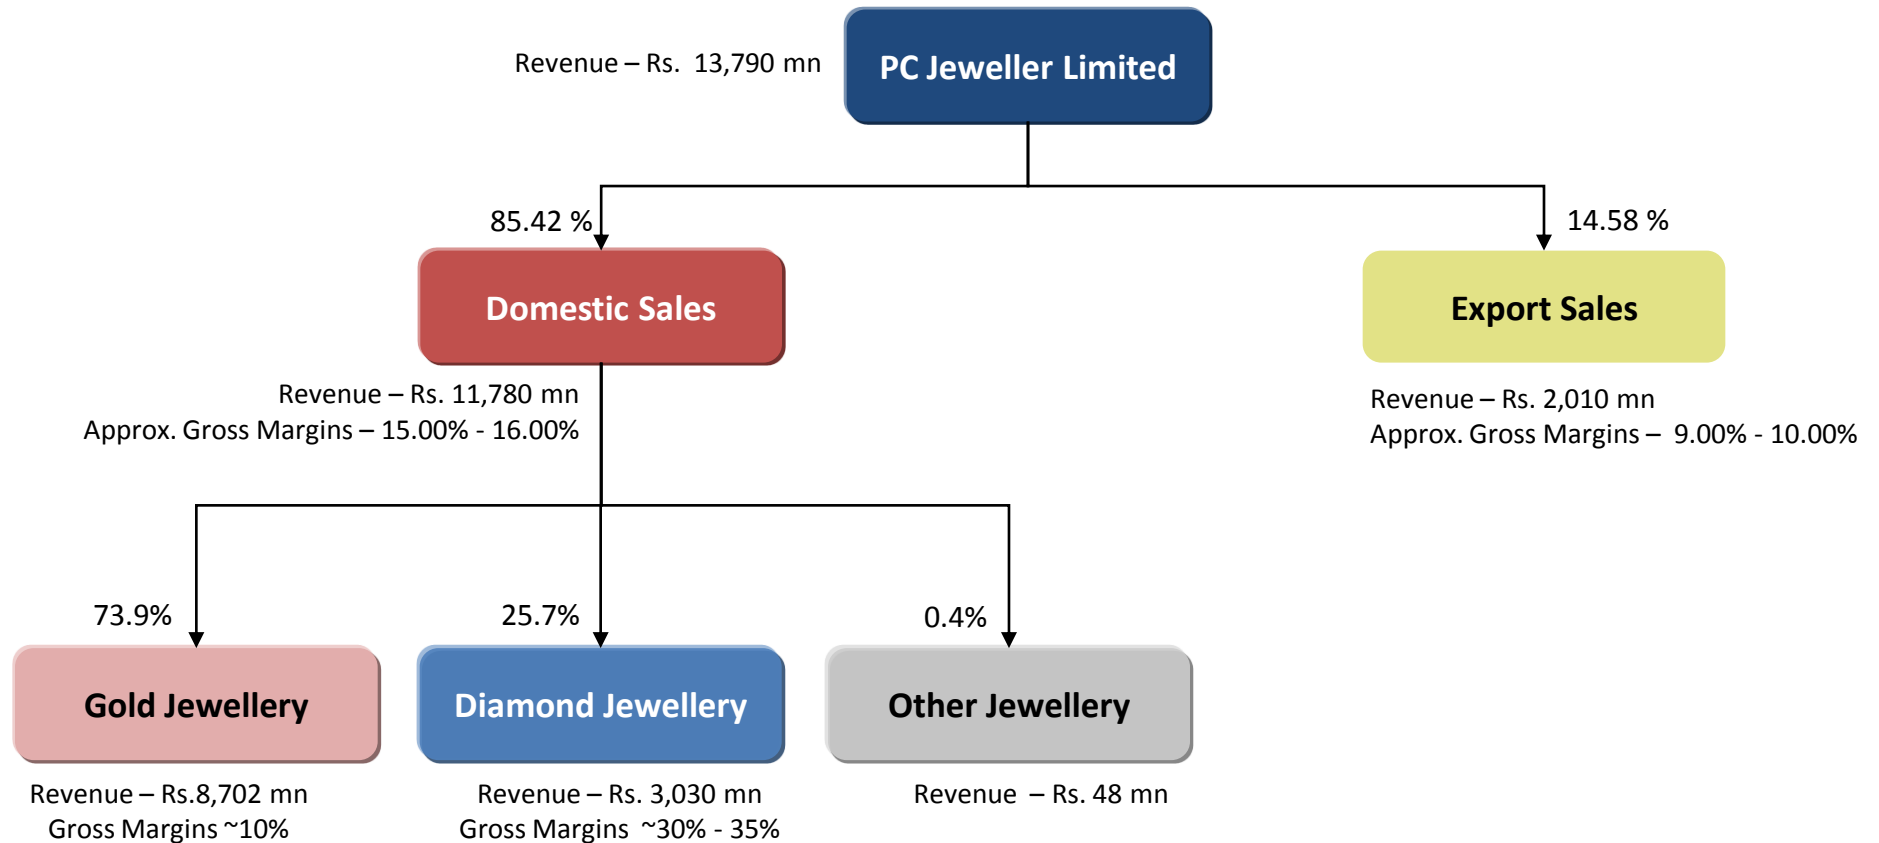 Revenue – Rs. 13,790 mn
PC Jeweller Limited
85.42 %
14.58 %
Domestic Sales
Export Sales
Revenue – Rs. 11,780 mn
Approx. Gross Margins – 15.00% - 16.00%
Revenue – Rs. 2,010 mn
Approx. Gross Margins – 9.00% - 10.00%
73.9%
25.7%
0.4%
Gold Jewellery
Diamond Jewellery
Other Jewellery
Revenue – Rs.8,702 mn
Gross Margins ~10%
Revenue – Rs. 3,030 mn
Gross Margins ~30% - 35%
Revenue – Rs. 48 mn